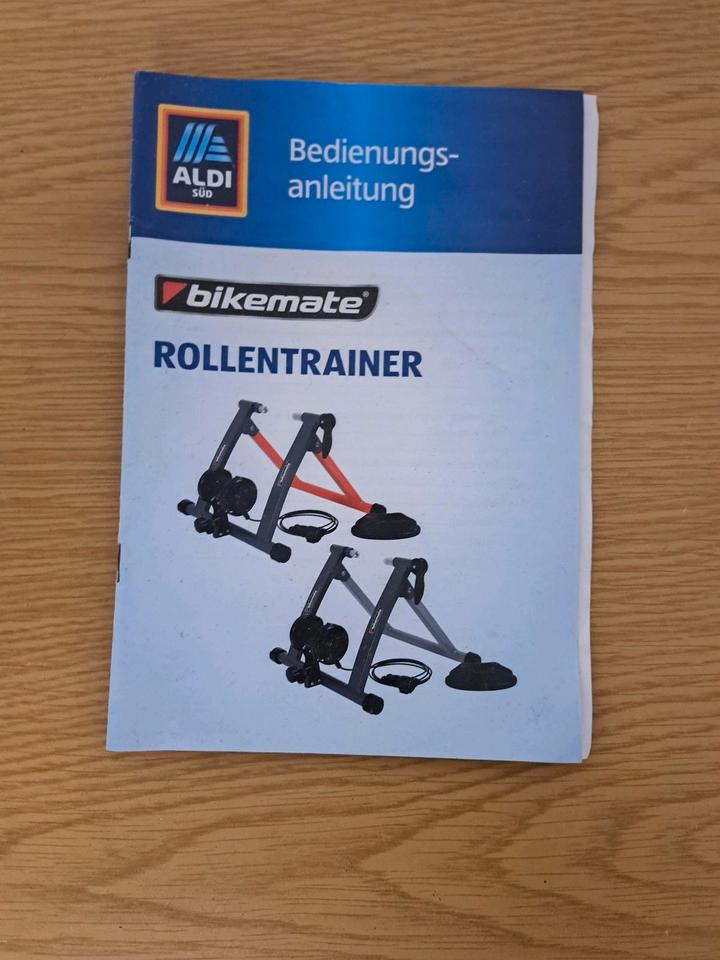 ALDI
SÜD
Bedienungs-
anleitung
bikemate®
ROLLENTRAINER